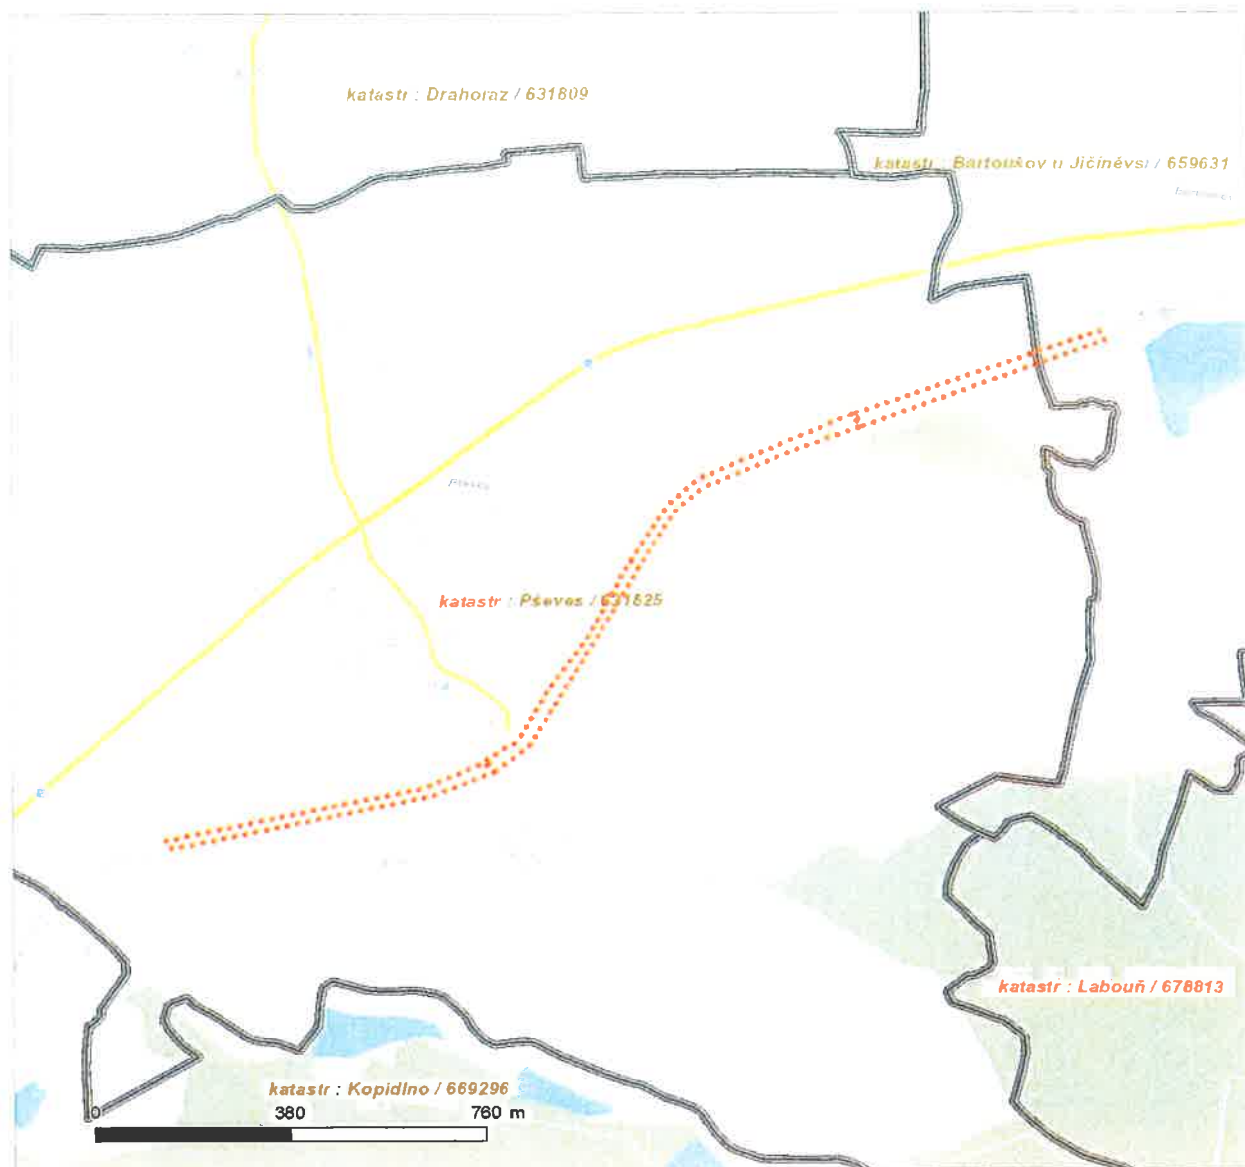 katastr : Drahoraz / 631809
katastr : Bartoušov u Jičíněvsi / 659631
Pševes
katastr : Pševes / 631825
katastr : Labouň / 678813
katastr : Kopidlno / 669296
0 380 760 m